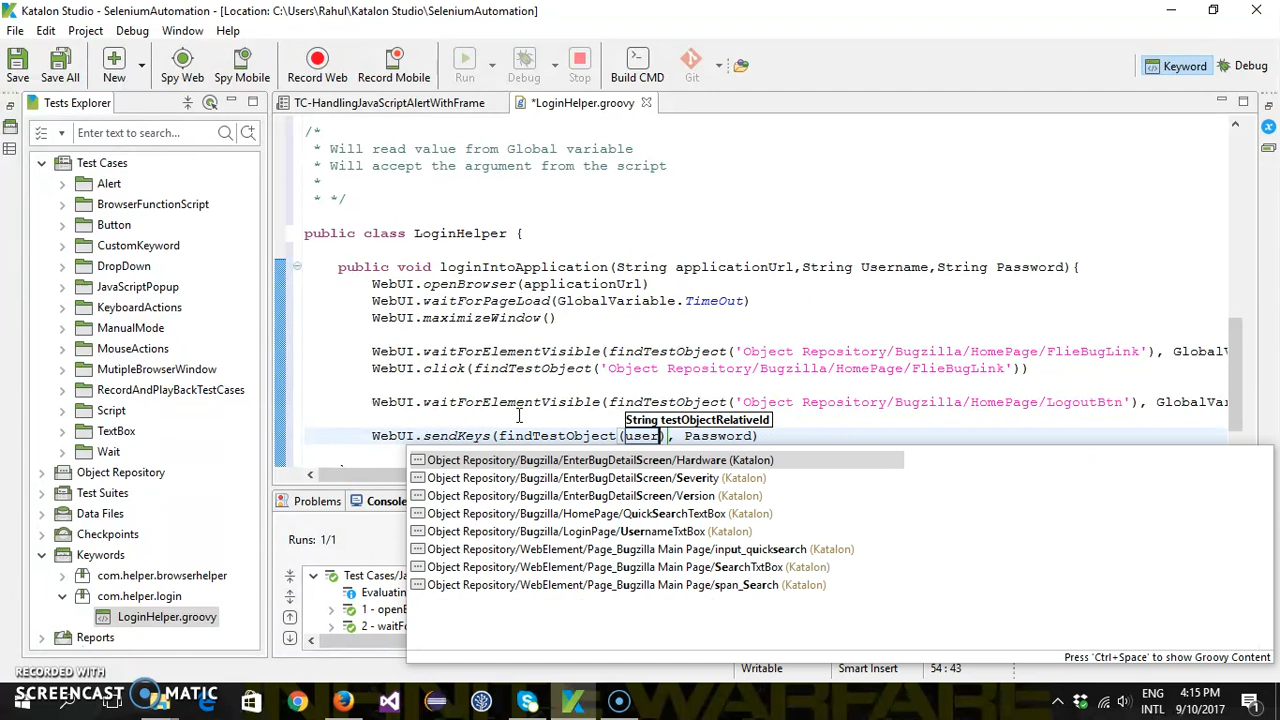 Katalon Studio - SeleniumAutomation - [Location: C:\Users\Rahul\Katalon Studio\SeleniumAutomation]
File Edit Project Debug Window Help
Save Save All New Spy Web Spy Mobile Record Web Record Mobile Run Debug Stop Build CMD Git Keyword Debug
Tests Explorer
TC-HandlingJavaScriptAlertWithFrame *LoginHelper.groovy
Enter text to search...
Test Cases
Alert
BrowserFunctionScript
Button
CustomKeyword
DropDown
JavaScriptPopup
KeyboardActions
ManualMode
MouseActions
MutipleBrowserWindow
RecordAndPlayBackTestCases
Script
TextBox
Wait
Object Repository
Test Suites
Data Files
Checkpoints
Keywords
com.helper.browserhelper
com.helper.login
LoginHelper.groovy
Reports
/*
* Will read value from Global variable
* Will accept the argument from the script
*
* */
public class LoginHelper {
public void loginIntoApplication(String applicationUrl,String Username,String Password){
WebUI.openBrowser(applicationUrl)
WebUI.waitForPageLoad(GlobalVariable.TimeOut)
WebUI.maximizeWindow()
WebUI.waitForElementVisible(findTestObject('Object Repository/Bugzilla/HomePage/FlieBugLink'), GlobalV
WebUI.click(findTestObject('Object Repository/Bugzilla/HomePage/FlieBugLink'))
WebUI.waitForElementVisible(findTestObject('Object Repository/Bugzilla/HomePage/LogoutBtn'), GlobalVar
String testObjectRelativeId
WebUI.sendKeys(findTestObject(user), Password)
Object Repository/Bugzilla/EnterBugDetailScreen/Hardware (Katalon)
Object Repository/Bugzilla/EnterBugDetailScreen/Severity (Katalon)
Object Repository/Bugzilla/EnterBugDetailScreen/Version (Katalon)
Object Repository/Bugzilla/HomePage/QuickSearchTextBox (Katalon)
Object Repository/Bugzilla/LoginPage/UsernameTxtBox (Katalon)
Object Repository/WebElement/Page_Bugzilla Main Page/input_quicksearch (Katalon)
Object Repository/WebElement/Page_Bugzilla Main Page/SearchTxtBox (Katalon)
Object Repository/WebElement/Page_Bugzilla Main Page/span_Search (Katalon)
Press 'Ctrl+Space' to show Groovy Content
Problems Console
Runs: 1/1
Test Cases/Ja
Evaluatin
1 - openB
2 - waitF
Writable Smart Insert 54 : 43
RECORDED WITH
SCREENCAST MATIC
ENG
INTL
4:15 PM
9/10/2017